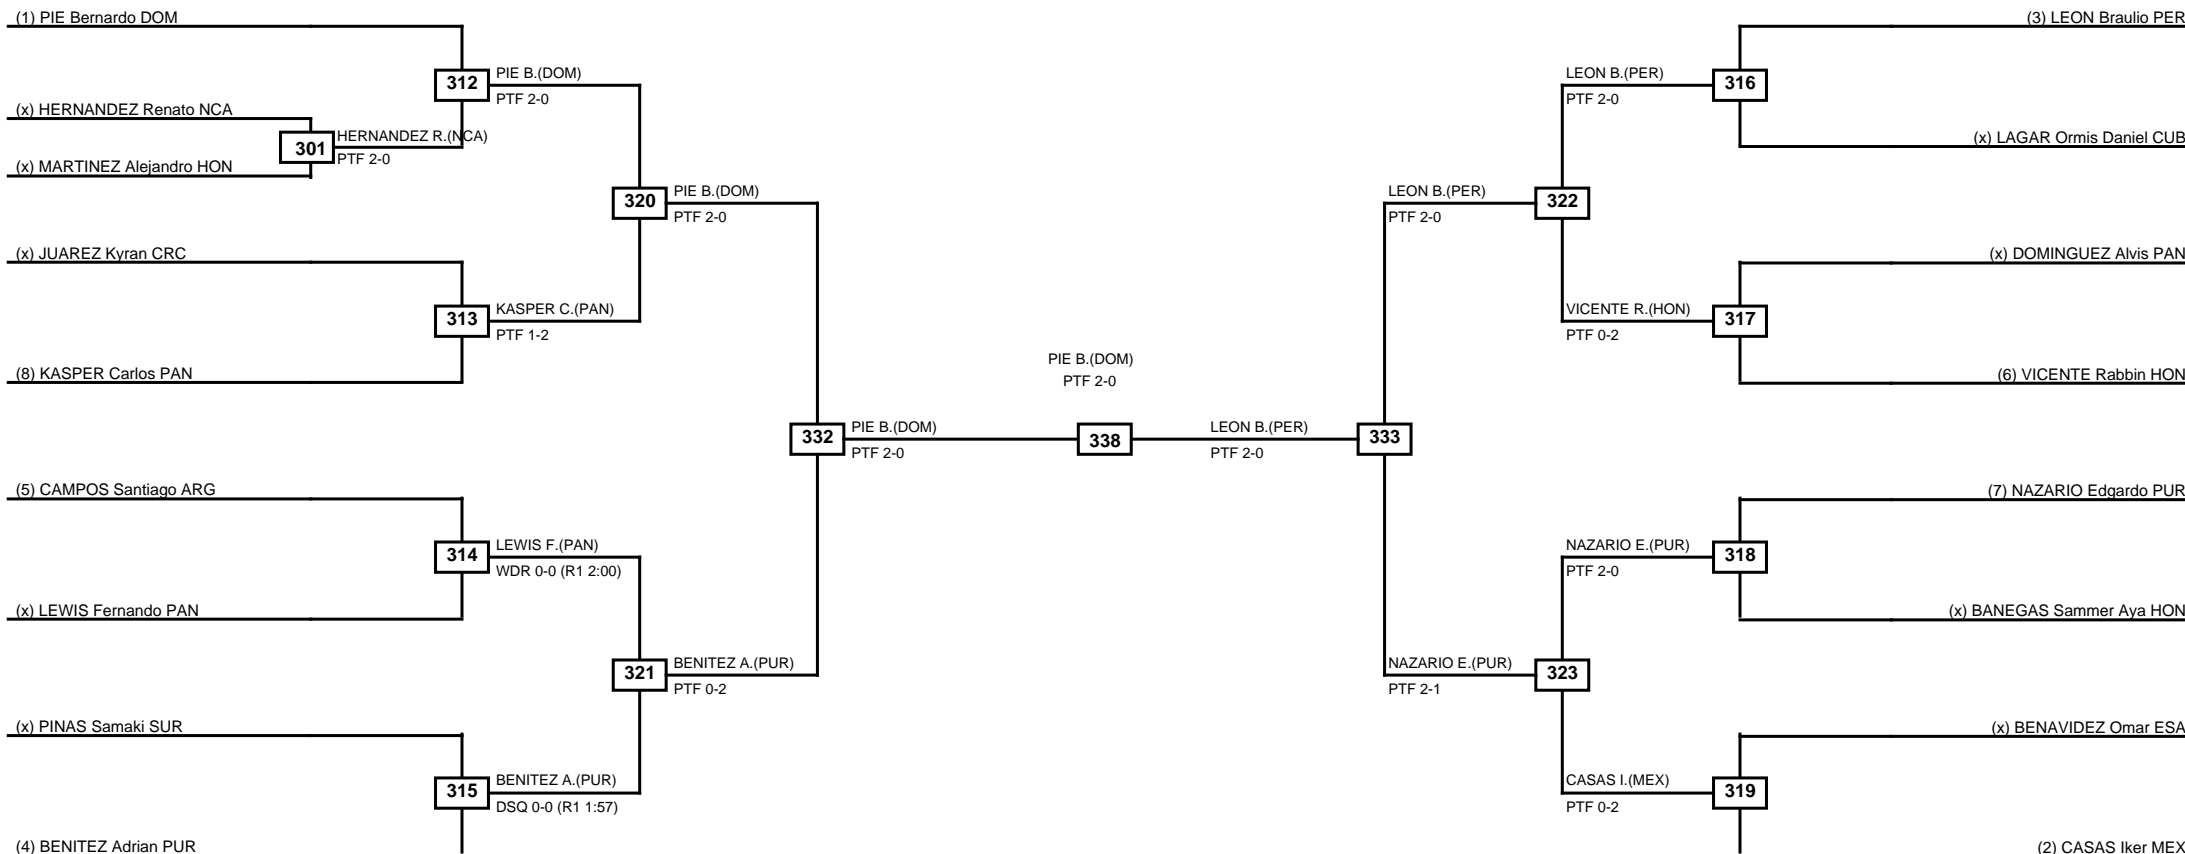 (1) PIE Bernardo DOM
(3) LEON Braulio PER
312
PIE B.(DOM)
PTF 2-0
LEON B.(PER)
PTF 2-0
316
(x) HERNANDEZ Renato NCA
301
HERNANDEZ R.(NCA)
PTF 2-0
(x) LAGAR Ormis Daniel CUB
(x) MARTINEZ Alejandro HON
320
PIE B.(DOM)
PTF 2-0
LEON B.(PER)
PTF 2-0
322
(x) JUAREZ Kyran CRC
(x) DOMINGUEZ Alvis PAN
313
KASPER C.(PAN)
PTF 1-2
VICENTE R.(HON)
PTF 0-2
317
PIE B.(DOM)
PTF 2-0
(8) KASPER Carlos PAN
(6) VICENTE Rabbin HON
332
PIE B.(DOM)
PTF 2-0
338
LEON B.(PER)
PTF 2-0
333
(5) CAMPOS Santiago ARG
(7) NAZARIO Edgardo PUR
314
LEWIS F.(PAN)
WDR 0-0 (R1 2:00)
NAZARIO E.(PUR)
PTF 2-0
318
(x) LEWIS Fernando PAN
(x) BANEGAS Sammer Aya HON
321
BENITEZ A.(PUR)
PTF 0-2
NAZARIO E.(PUR)
PTF 2-1
323
(x) PINAS Samaki SUR
(x) BENAVIDEZ Omar ESA
315
BENITEZ A.(PUR)
DSQ 0-0 (R1 1:57)
CASAS I.(MEX)
PTF 0-2
319
(4) BENITEZ Adrian PUR
(2) CASAS Iker MEX